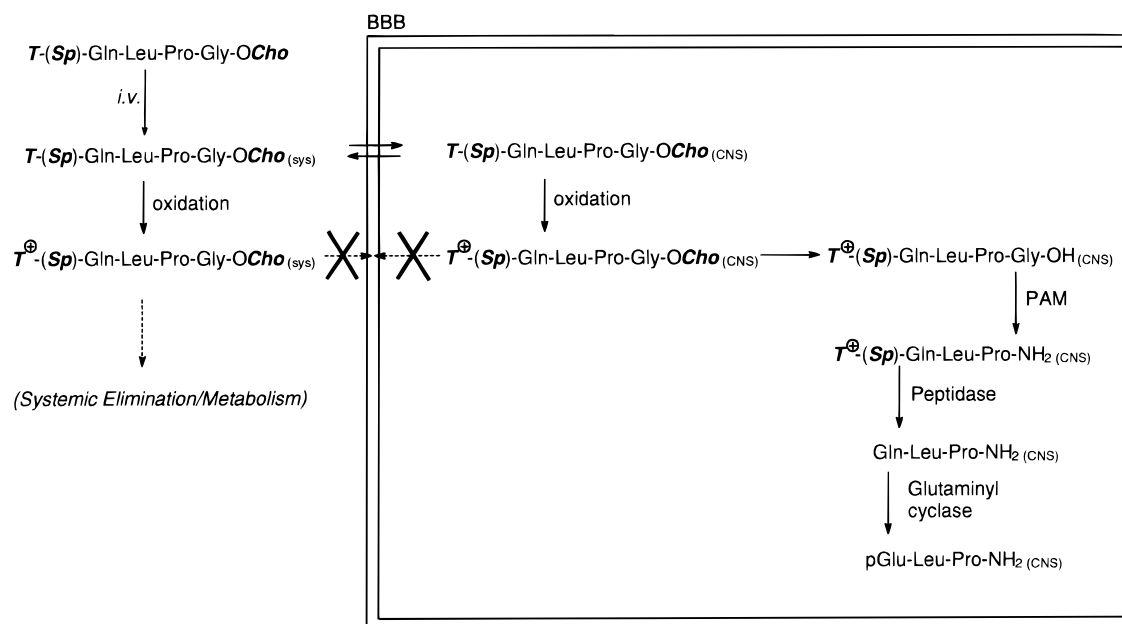 BBB
T-(Sp)-Gln-Leu-Pro-Gly-OCho
i.v.
T-(Sp)-Gln-Leu-Pro-Gly-OCho (sys)
T-(Sp)-Gln-Leu-Pro-Gly-OCho (CNS)
oxidation
oxidation
T⊕-(Sp)-Gln-Leu-Pro-Gly-OCho (sys)
T⊕-(Sp)-Gln-Leu-Pro-Gly-OCho (CNS)
T⊕-(Sp)-Gln-Leu-Pro-Gly-OH (CNS)
PAM
T⊕-(Sp)-Gln-Leu-Pro-NH2 (CNS)
(Systemic Elimination/Metabolism)
Peptidase
Gln-Leu-Pro-NH2 (CNS)
Glutaminyl
cyclase
pGlu-Leu-Pro-NH2 (CNS)